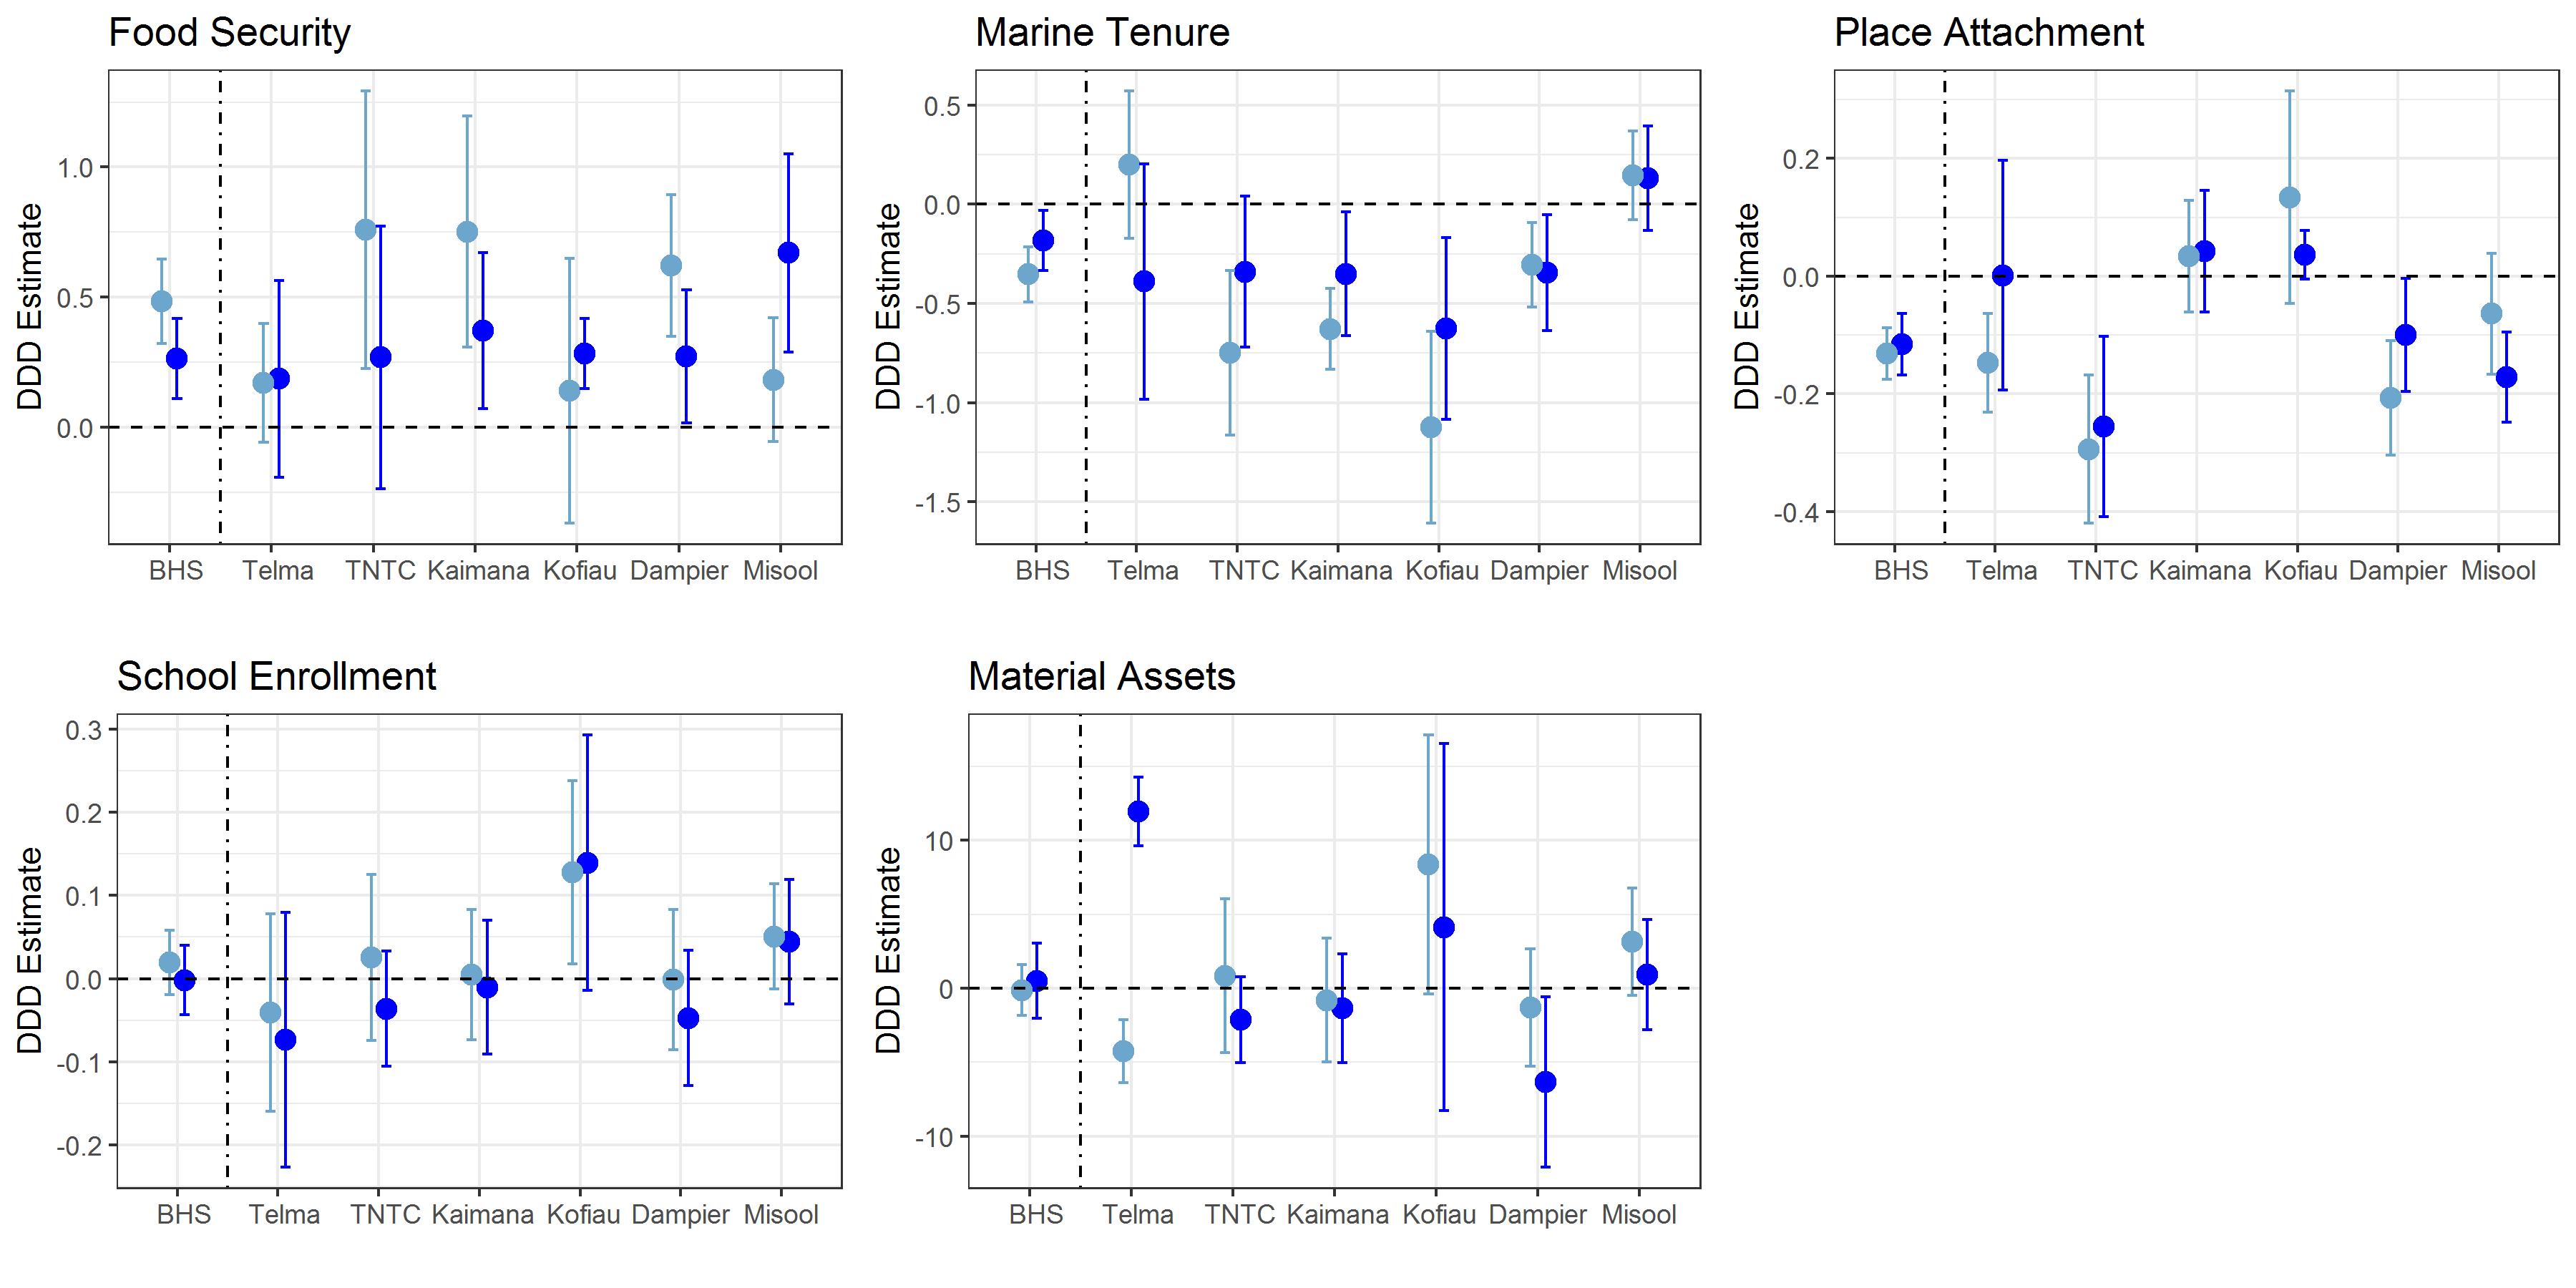 Food Security
DDD Estimate
1.0
0.5
0.0
BHS Telma TNTC Kaimana Kofiau Dampier Misool
Marine Tenure
DDD Estimate
0.5
0.0
-0.5
-1.0
-1.5
BHS Telma TNTC Kaimana Kofiau Dampier Misool
Place Attachment
DDD Estimate
0.2
0.0
-0.2
-0.4
BHS Telma TNTC Kaimana Kofiau Dampier Misool
School Enrollment
DDD Estimate
0.3
0.2
0.1
0.0
-0.1
-0.2
BHS Telma TNTC Kaimana Kofiau Dampier Misool
Material Assets
DDD Estimate
10
0
-10
BHS Telma TNTC Kaimana Kofiau Dampier Misool